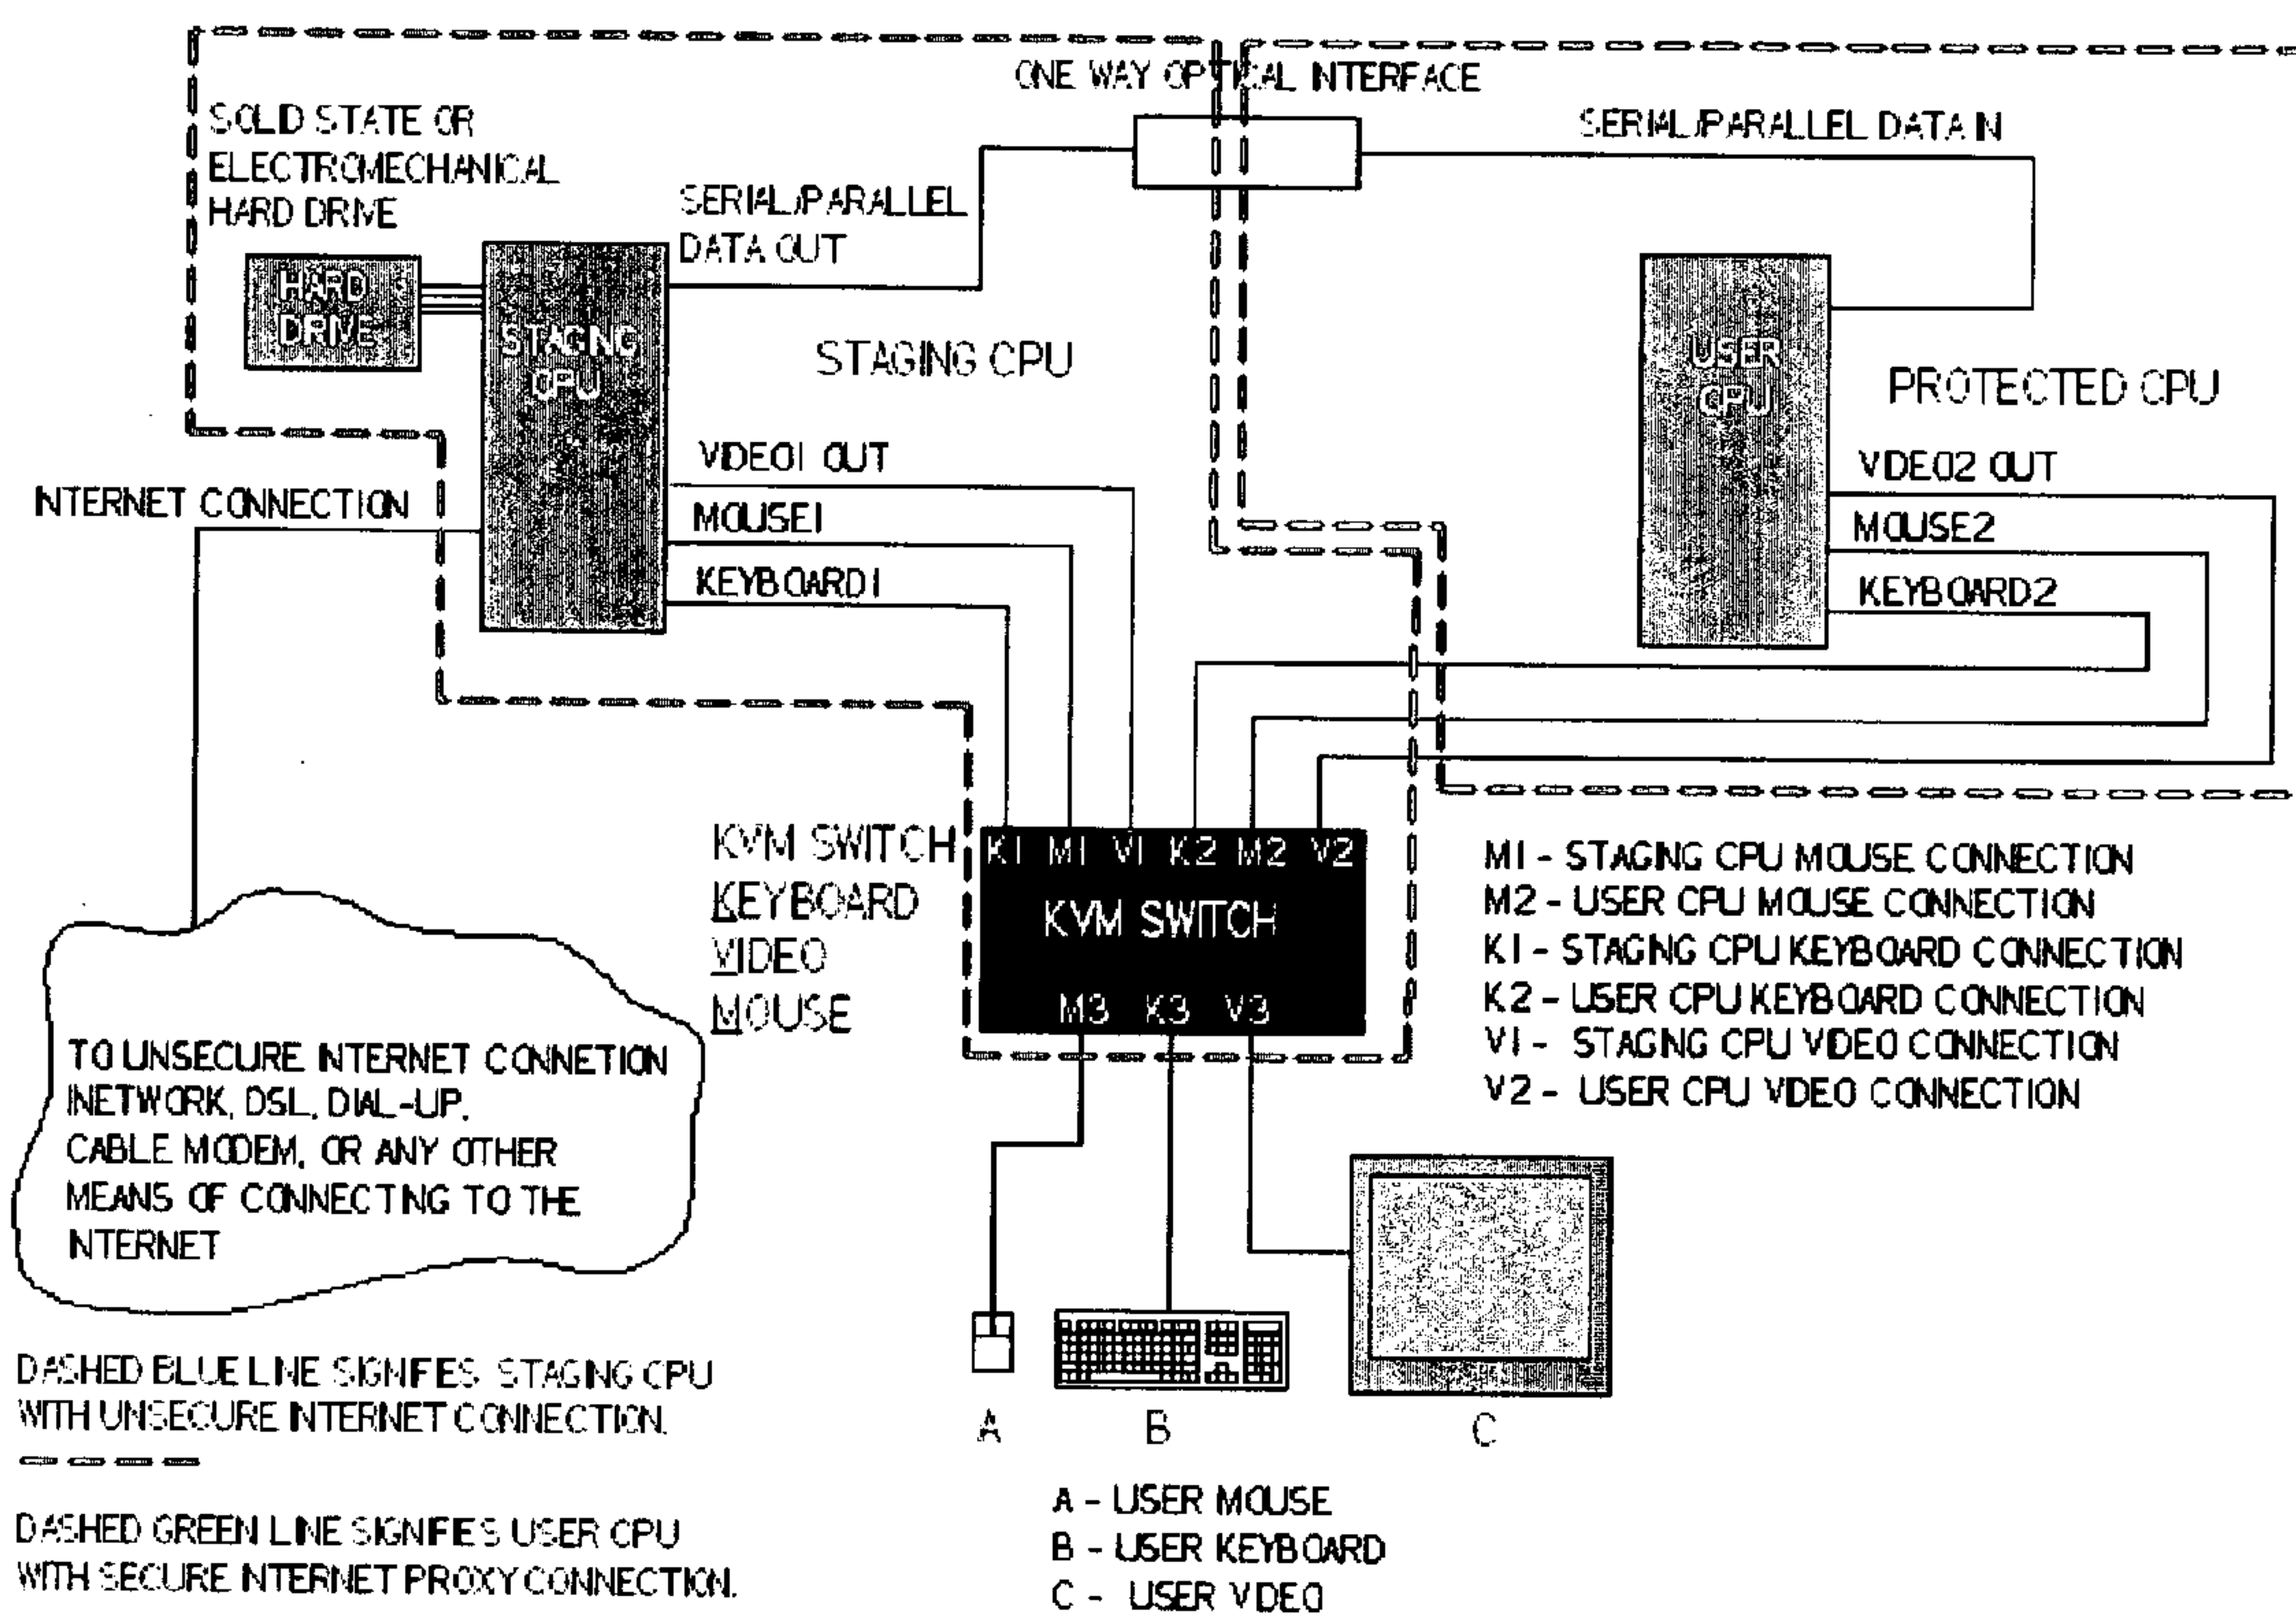 ONE WAY OPTICAL INTERFACE
SOLID STATE OR
ELECTROMECHANICAL
HARD DRIVE
SERIAL/PARALLEL DATA IN
SERIAL/PARALLEL
DATA OUT
HARD
DRIVE
STAGING
CPU
STAGING CPU
USER
CPU
PROTECTED CPU
VIDEO1 OUT
MOUSE1
KEYBOARD1
VIDEO2 OUT
MOUSE2
KEYBOARD2
INTERNET CONNECTION
KVM SWITCH
KEYBOARD
VIDEO
MOUSE
K1 M1 V1 K2 M2 V2
KVM SWITCH
M3 K3 V3
M1 - STAGING CPU MOUSE CONNECTION
M2 - USER CPU MOUSE CONNECTION
K1 - STAGING CPU KEYBOARD CONNECTION
K2 - USER CPU KEYBOARD CONNECTION
V1 - STAGING CPU VIDEO CONNECTION
V2 - USER CPU VIDEO CONNECTION
TO UNSECURE INTERNET CONNETION
INETWORK, DSL, DIAL-UP,
CABLE MODEM, OR ANY OTHER
MEANS OF CONNECTING TO THE
INTERNET
DASHED BLUE LINE SIGNIFIES STAGING CPU
WITH UNSECURE INTERNET CONNECTION.
DASHED GREEN LINE SIGNIFIES USER CPU
WITH SECURE INTERNET PROXY CONNECTION.
A
B
C
A - USER MOUSE
B - USER KEYBOARD
C - USER VIDEO